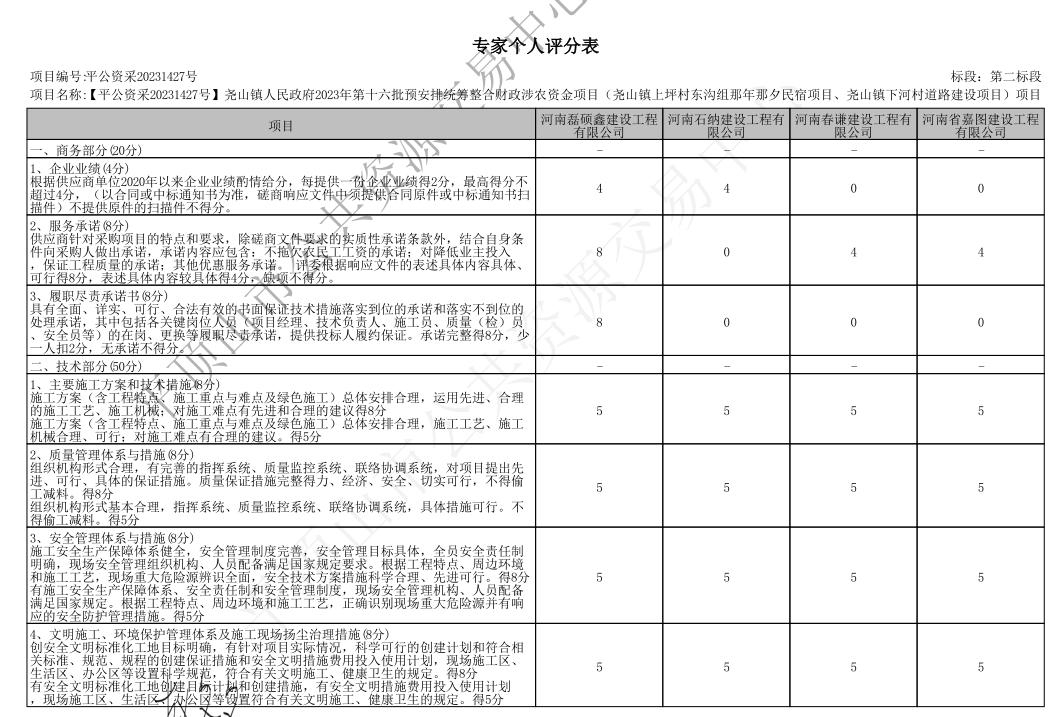 专家个人评分表
项目编号:平公资采20231427号
标段: 第二标段
项目名称:【平公资采20231427号】尧山镇人民政府2023年第十六批预安排统筹整合财政涉农资金项目（尧山镇上坪村东沟组那年那夕民宿项目、尧山镇下河村道路建设项目）项目
项目
河南磊硕鑫建设工程有限公司
河南石纳建设工程有限公司
河南春谦建设工程有限公司
河南省嘉图建设工程有限公司
一、商务部分(20分)
－ － － －
1、企业业绩(4分)
根据供应商单位2020年以来企业业绩酌情给分，每提供一份企业业绩得2分，最高得分不
超过4分，（以合同或中标通知书为准，磋商响应文件中须提供合同原件或中标通知书扫
描件）不提供原件的扫描件不得分。
4 4 0 0
2、服务承诺(8分)
供应商针对采购项目的特点和要求，除磋商文件要求的实质性承诺条款外，结合自身条
件向采购人做出承诺，承诺内容应包含：不拖欠农民工工资的承诺；对降低业主投入
，保证工程质量的承诺；其他优惠服务承诺。 评委根据响应文件的表述具体内容具体、
可行得8分，表述具体内容较具体得4分，缺项不得分。
8 0 4 4
3、履职尽责承诺书(8分)
具有全面、详实、可行、合法有效的书面保证技术措施落实到位的承诺和落实不到位的
处理承诺，其中包括各关键岗位人员（项目经理、技术负责人、施工员、质量（检）员
、安全员等）的在岗、更换等履职尽责承诺，提供投标人履约保证。承诺完整得8分，少
一人扣2分，无承诺不得分。
8 0 0 0
二、技术部分(50分)
－ － － －
1、主要施工方案和技术措施(8分)
施工方案（含工程特点、施工重点与难点及绿色施工）总体安排合理，运用先进、合理
的施工工艺、施工机械；对施工难点有先进和合理的建议得8分
施工方案（含工程特点、施工重点与难点及绿色施工）总体安排合理，施工工艺、施工
机械合理、可行；对施工难点有合理的建议。得5分
5 5 5 5
2、质量管理体系与措施(8分)
组织机构形式合理，有完善的指挥系统、质量监控系统、联络协调系统，对项目提出先
进、可行、具体的保证措施。质量保证措施完整得力、经济、安全、切实可行，不得偷
工减料。得8分
组织机构形式基本合理，指挥系统、质量监控系统、联络协调系统，具体措施可行。不
得偷工减料。得5分
5 5 5 5
3、安全管理体系与措施(8分)
施工安全生产保障体系健全，安全管理制度完善，安全管理目标具体，全员安全责任制
明确，现场安全管理组织机构、人员配备满足国家规定要求。根据工程特点、周边环境
和施工工艺，现场重大危险源辨识全面，安全技术方案措施科学合理、先进可行。得8分
有施工安全生产保障体系、安全责任制和安全管理制度，现场安全管理机构、人员配备
满足国家规定。根据工程特点、周边环境和施工工艺，正确识别现场重大危险源并有响
应的安全防护管理措施。得5分
5 5 5 5
4、文明施工、环境保护管理体系及施工现场扬尘治理措施(8分)
创安全文明标准化工地目标明确，有针对项目实际情况，科学可行的创建计划和符合相
关标准、规范、规程的创建保证措施和安全文明措施费用投入使用计划，现场施工区、
生活区、办公区等设置科学规范，符合有关文明施工、健康卫生的规定。得8分
有安全文明标准化工地创建目标计划和创建措施，有安全文明措施费用投入使用计划
，现场施工区、生活区、办公区等设置符合有关文明施工、健康卫生的规定。得5分
5 5 5 5
平顶山市公共资源交易中心
平顶山市公共资源交易中